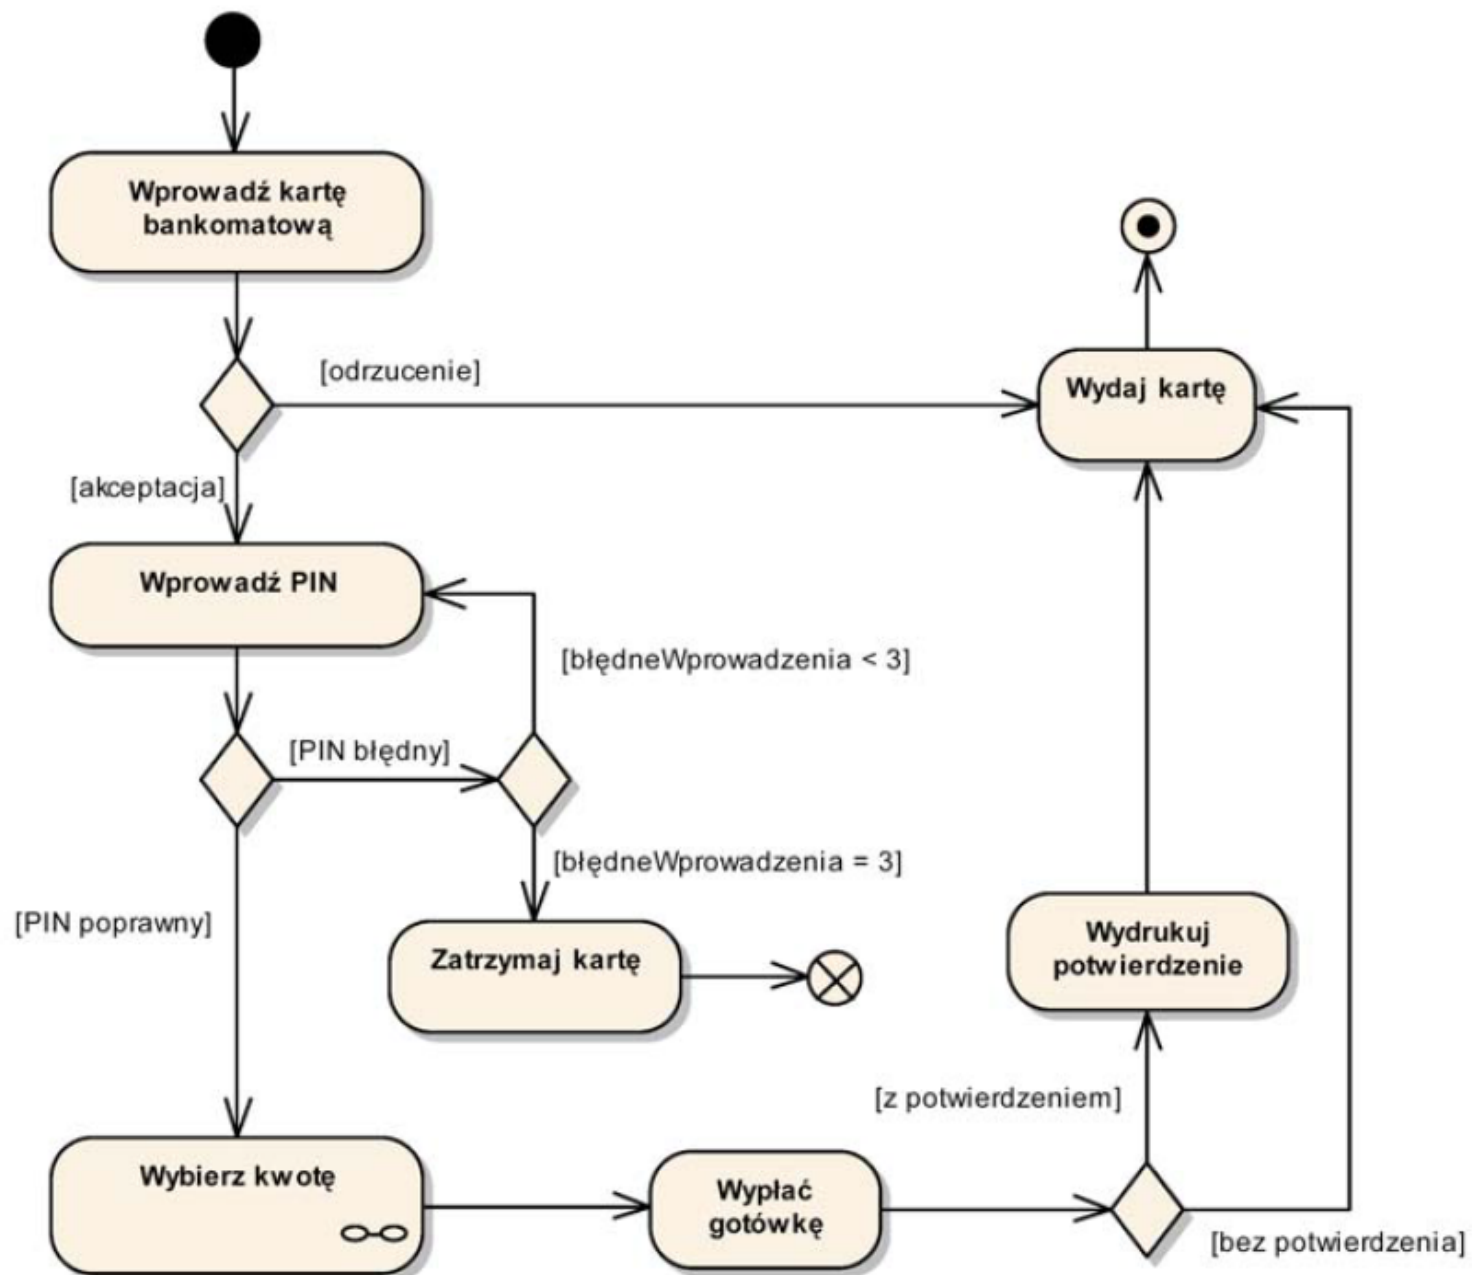 Wprowadź kartę
bankomatową
[odrzucenie]
Wydaj kartę
[akceptacja]
Wprowadź PIN
[błędneWprowadzenia < 3]
[PIN błędny]
[błędneWprowadzenia = 3]
[PIN poprawny]
Zatrzymaj kartę
Wydrukuj
potwierdzenie
[z potwierdzeniem]
Wybierz kwotę
Wypłać
gotówkę
[bez potwierdzenia]